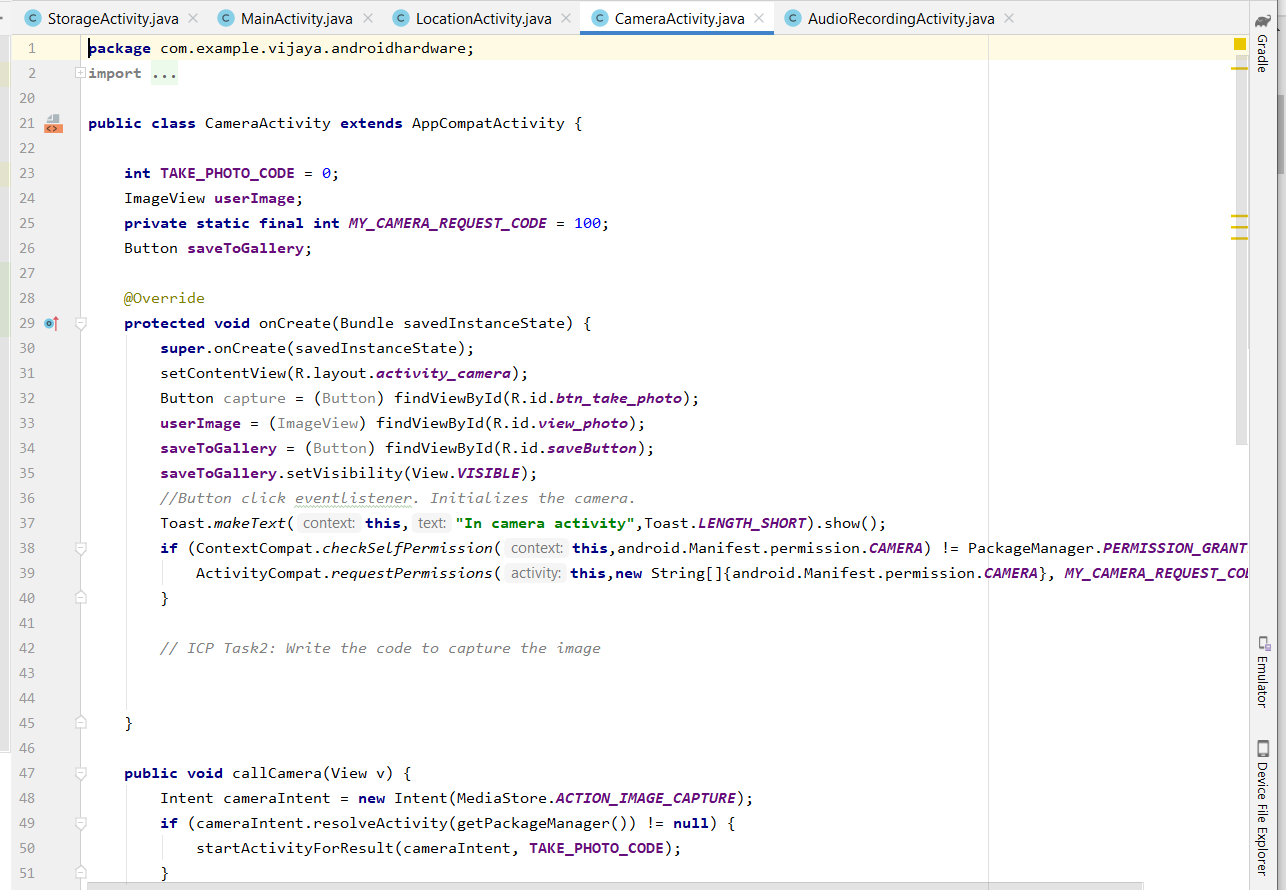 StorageActivity.java MainActivity.java LocationActivity.java CameraActivity.java AudioRecordingActivity.java
1 package com.example.vijaya.androidhardware;
2 import ...
20
21 public class CameraActivity extends AppCompatActivity {
22
23 int TAKE_PHOTO_CODE = 0;
24 ImageView userImage;
25 private static final int MY_CAMERA_REQUEST_CODE = 100;
26 Button saveToGallery;
27
28 @Override
29 protected void onCreate(Bundle savedInstanceState) {
30 super.onCreate(savedInstanceState);
31 setContentView(R.layout.activity_camera);
32 Button capture = (Button) findViewById(R.id.btn_take_photo);
33 userImage = (ImageView) findViewById(R.id.view_photo);
34 saveToGallery = (Button) findViewById(R.id.saveButton);
35 saveToGallery.setVisibility(View.VISIBLE);
36 //Button click eventlistener. Initializes the camera.
37 Toast.makeText( context: this, text: "In camera activity",Toast.LENGTH_SHORT).show();
38 if (ContextCompat.checkSelfPermission( context: this,android.Manifest.permission.CAMERA) != PackageManager.PERMISSION_GRANT
39 ActivityCompat.requestPermissions( activity: this,new String[]{android.Manifest.permission.CAMERA}, MY_CAMERA_REQUEST_COD
40 }
41
42 // ICP Task2: Write the code to capture the image
43
44
45 }
46
47 public void callCamera(View v) {
48 Intent cameraIntent = new Intent(MediaStore.ACTION_IMAGE_CAPTURE);
49 if (cameraIntent.resolveActivity(getPackageManager()) != null) {
50 startActivityForResult(cameraIntent, TAKE_PHOTO_CODE);
51 }
Gradle
Emulator
Device File Explorer